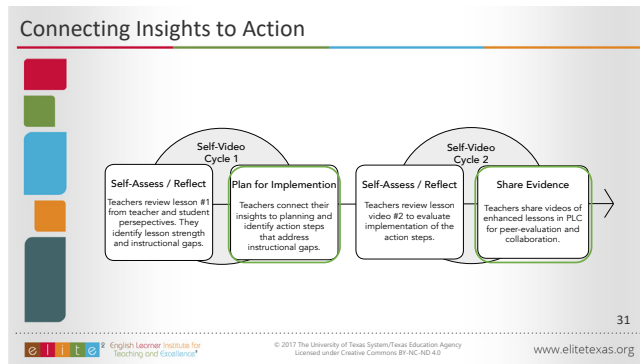 Connecting Insights to Action
Self-Video
Cycle 1
Self-Assess / Reflect
Teachers review lesson #1
from teacher and student
persepectives. They
identify lesson strength
and instructional gaps.
Plan for Implemention
Teachers connect their
insights to planning and
identify action steps
that address
instructional gaps.
Self-Video
Cycle 2
Self-Assess / Reflect
Teachers review lesson
video #2 to evaluate
implementation of the
action steps.
Share Evidence
Teachers share videos of
enhanced lessons in PLC
for peer-evaluation and
collaboration.
31
elite
English Learner Institute for
Teaching and Excellence
© 2017 The University of Texas System/Texas Education Agency
Licensed under Creative Commons BY-NC-ND 4.0
www.elitetexas.org